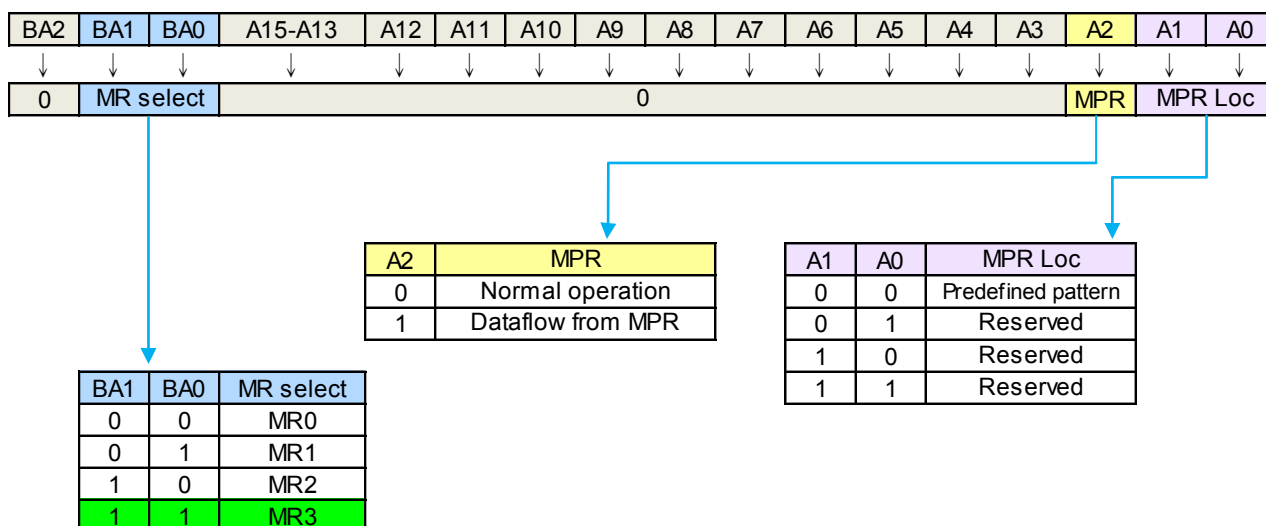 BA2 BA1 BA0 A15-A13 A12 A11 A10 A9 A8 A7 A6 A5 A4 A3 A2 A1 A0
0 MR select 0 MPR MPR Loc
A2 MPR
0 Normal operation
1 Dataflow from MPR
A1 A0 MPR Loc
0 0 Predefined pattern
0 1 Reserved
1 0 Reserved
1 1 Reserved
BA1 BA0 MR select
0 0 MR0
0 1 MR1
1 0 MR2
1 1 MR3